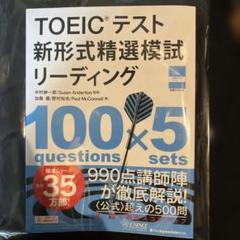 TOEIC®テスト
新形式精選模試
リーディング
中村紳一郎/Susan Anderton 監修
加藤 優/野村知也/Paul McConnell 著
100×5
questions sets
35
万部!
990点講師陣
が徹底解説!
〈公式〉超えの500問